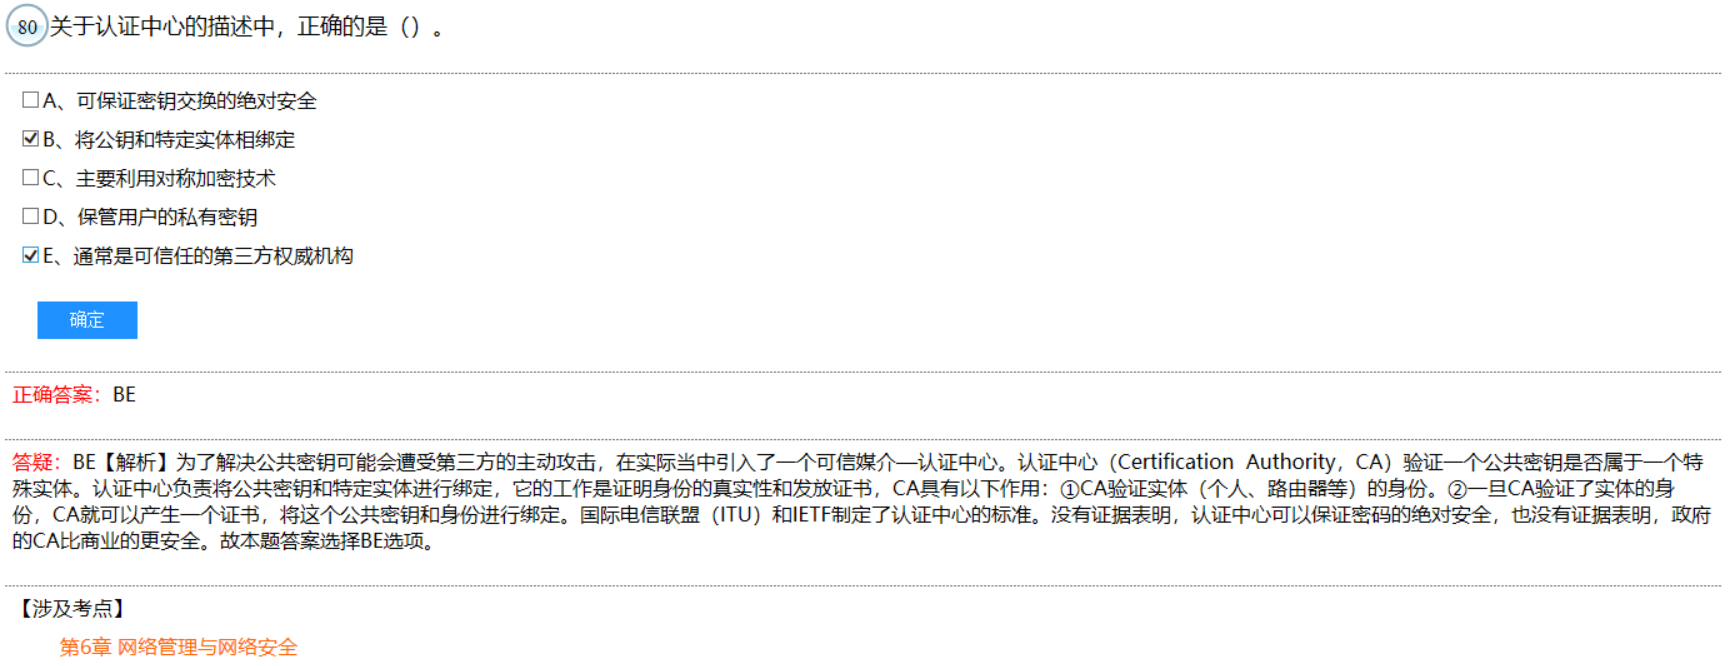 80 关于认证中心的描述中，正确的是（）。
A、可保证密钥交换的绝对安全
B、将公钥和特定实体相绑定
C、主要利用对称加密技术
D、保管用户的私有密钥
E、通常是可信任的第三方权威机构
确定
正确答案：BE
答疑：BE【解析】为了解决公共密钥可能会遭受第三方的主动攻击，在实际当中引入了一个可信媒介—认证中心。认证中心（Certification Authority，CA）验证一个公共密钥是否属于一个特
殊实体。认证中心负责将公共密钥和特定实体进行绑定，它的工作是证明身份的真实性和发放证书，CA具有以下作用：①CA验证实体（个人、路由器等）的身份。②一旦CA验证了实体的身
份，CA就可以产生一个证书，将这个公共密钥和身份进行绑定。国际电信联盟（ITU）和IETF制定了认证中心的标准。没有证据表明，认证中心可以保证密码的绝对安全，也没有证据表明，政府
的CA比商业的更安全。故本题答案选择BE选项。
【涉及考点】
第6章 网络管理与网络安全